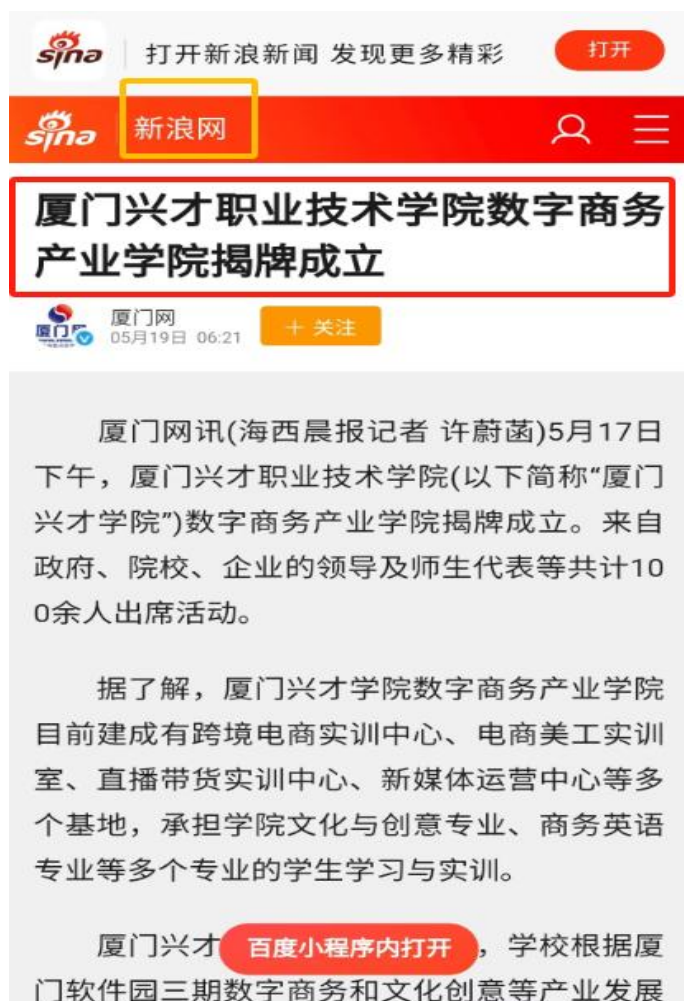 sina 打开新浪新闻 发现更多精彩 打开
sina 新浪网
厦门兴才职业技术学院数字商务
产业学院揭牌成立
厦门网
05月19日 06:21
+ 关注
厦门网讯(海西晨报记者 许蔚菡)5月17日
下午，厦门兴才职业技术学院(以下简称“厦门
兴才学院”)数字商务产业学院揭牌成立。来自
政府、院校、企业的领导及师生代表等共计10
0余人出席活动。
据了解，厦门兴才学院数字商务产业学院
目前建成有跨境电商实训中心、电商美工实训
室、直播带货实训中心、新媒体运营中心等多
个基地，承担学院文化与创意专业、商务英语
专业等多个专业的学生学习与实训。
厦门兴才 百度小程序内打开 ，学校根据厦
门软件园三期数字商务和文化创意等产业发展